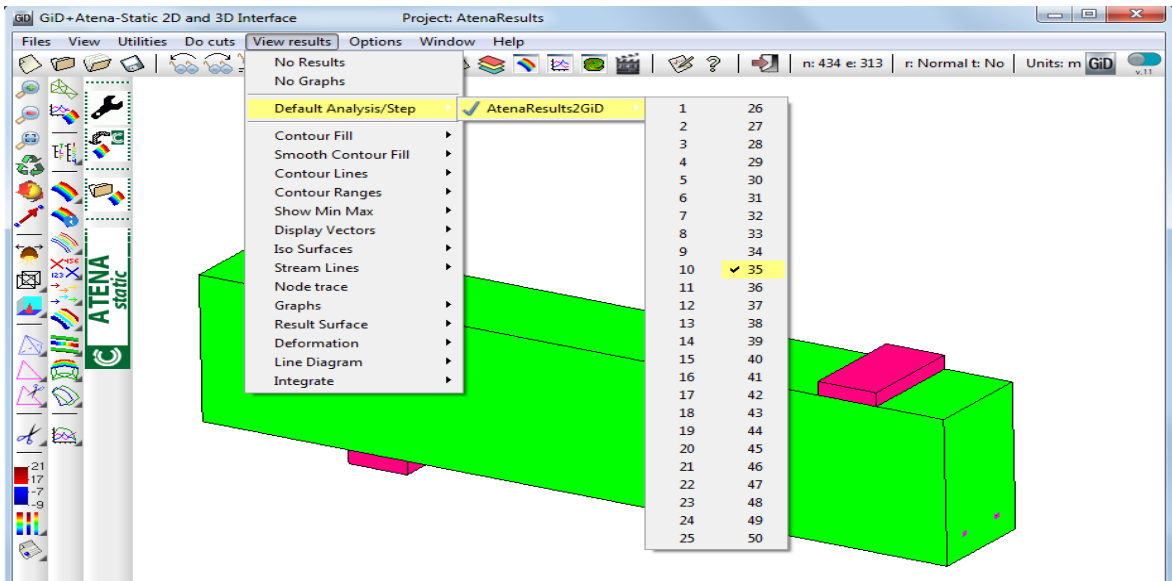 GiD GiD+Atena-Static 2D and 3D Interface Project: AtenaResults
Files View Utilities Do cuts View results Options Window Help
n: 434 e: 313 r: Normal t: No Units: m GiD
v.11
No Results
No Graphs
Default Analysis/Step
AtenaResults2GiD
Contour Fill
Smooth Contour Fill
Contour Lines
Contour Ranges
Show Min Max
Display Vectors
Iso Surfaces
Stream Lines
Node trace
Graphs
Result Surface
Deformation
Line Diagram
Integrate
1 26
2 27
3 28
4 29
5 30
6 31
7 32
8 33
9 34
10 35
11 36
12 37
13 38
14 39
15 40
16 41
17 42
18 43
19 44
20 45
21 46
22 47
23 48
24 49
25 50
ATENA
static
21
17
-7
-9